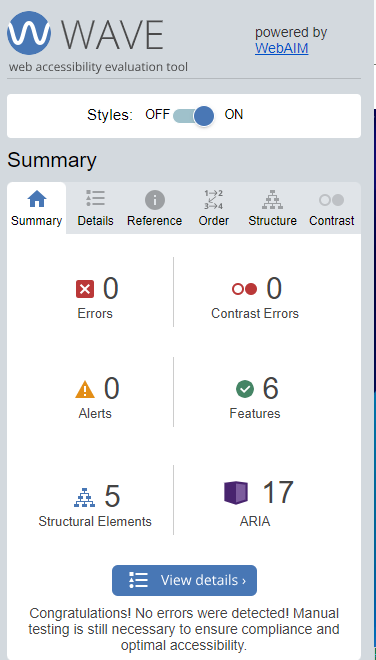 WAVE
powered by
WebAIM
web accessibility evaluation tool
Styles: OFF ON
Summary
Summary Details Reference Order Structure Contrast
0
Errors
0
Contrast Errors
0
Alerts
6
Features
5
Structural Elements
17
ARIA
View details ›
Congratulations! No errors were detected! Manual
testing is still necessary to ensure compliance and
optimal accessibility.